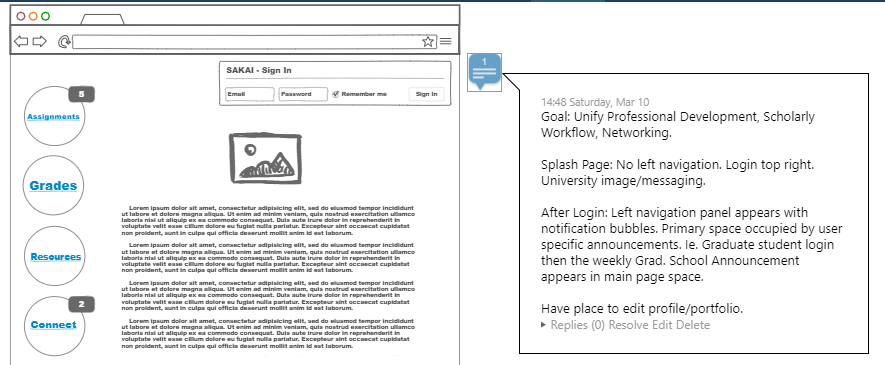 SAKAI - Sign In
Email
Password
Remember me
Sign In
5
Assignments
Grades
Resources
2
Connect
Lorem ipsum dolor sit amet, consectetur adipisicing elit, sed do eiusmod tempor incididunt
ut labore et dolore magna aliqua. Ut enim ad minim veniam, quis nostrud exercitation ullamco
laboris nisi ut aliquip ex ea commodo consequat. Duis aute irure dolor in reprehenderit in
voluptate velit esse cillum dolore eu fugiat nulla pariatur. Excepteur sint occaecat cupidatat
non proident, sunt in culpa qui officia deserunt mollit anim id est laborum.
Lorem ipsum dolor sit amet, consectetur adipisicing elit, sed do eiusmod tempor incididunt
ut labore et dolore magna aliqua. Ut enim ad minim veniam, quis nostrud exercitation ullamco
laboris nisi ut aliquip ex ea commodo consequat. Duis aute irure dolor in reprehenderit in
voluptate velit esse cillum dolore eu fugiat nulla pariatur. Excepteur sint occaecat cupidatat
non proident, sunt in culpa qui officia deserunt mollit anim id est laborum.
Lorem ipsum dolor sit amet, consectetur adipisicing elit, sed do eiusmod tempor incididunt
ut labore et dolore magna aliqua. Ut enim ad minim veniam, quis nostrud exercitation ullamco
laboris nisi ut aliquip ex ea commodo consequat. Duis aute irure dolor in reprehenderit in
voluptate velit esse cillum dolore eu fugiat nulla pariatur. Excepteur sint occaecat cupidatat
non proident, sunt in culpa qui officia deserunt mollit anim id est laborum.
Lorem ipsum dolor sit amet, consectetur adipisicing elit, sed do eiusmod tempor incididunt
ut labore et dolore magna aliqua. Ut enim ad minim veniam, quis nostrud exercitation ullamco
laboris nisi ut aliquip ex ea commodo consequat. Duis aute irure dolor in reprehenderit in
voluptate velit esse cillum dolore eu fugiat nulla pariatur. Excepteur sint occaecat cupidatat
non proident, sunt in culpa qui officia deserunt mollit anim id est laborum.
1
14:48 Saturday, Mar 10
Goal: Unify Professional Development, Scholarly
Workflow, Networking.
Splash Page: No left navigation. Login top right.
University image/messaging.
After Login: Left navigation panel appears with
notification bubbles. Primary space occupied by user
specific announcements. Ie. Graduate student login
then the weekly Grad. School Announcement
appears in main page space.
Have place to edit profile/portfolio.
Replies (0) Resolve Edit Delete